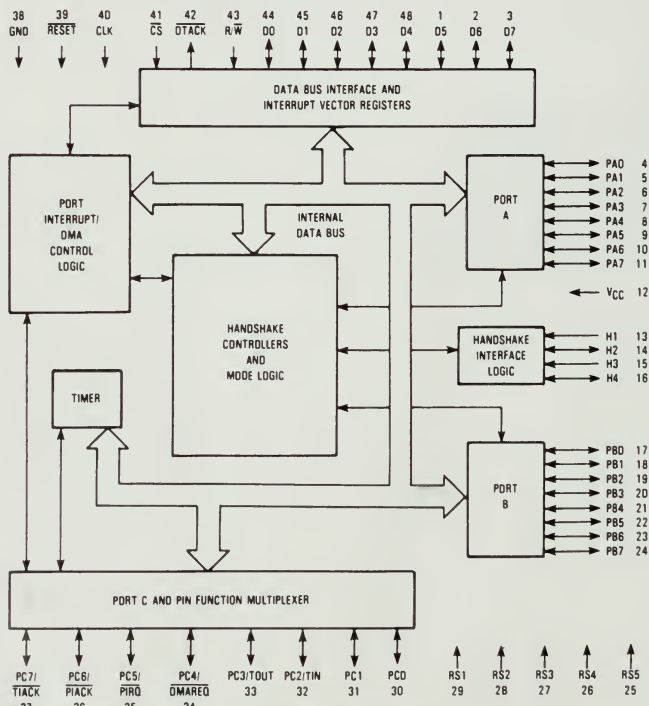 38 39 40 41 42 43 44 45 46 47 48 1 2 3
GND RESET CLK CS DTACK R/W D0 D1 D2 D3 D4 D5 D6 D7
DATA BUS INTERFACE AND
INTERRUPT VECTOR REGISTERS
PORT
INTERRUPT/
DMA
CONTROL
LOGIC
INTERNAL
DATA BUS
PORT
A
PA0 4
PA1 5
PA2 6
PA3 7
PA4 8
PA5 9
PA6 10
PA7 11
VCC 12
HANDSHAKE
CONTROLLERS
AND
MODE LOGIC
HANDSHAKE
INTERFACE
LOGIC
H1 13
H2 14
H3 15
H4 16
TIMER
PORT
B
PB0 17
PB1 18
PB2 19
PB3 20
PB4 21
PB5 22
PB6 23
PB7 24
PORT C AND PIN FUNCTION MULTIPLEXER
PC7/ PC6/ PC5/ PC4/ PC3/TOUT PC2/TIN PC1 PC0
TIACK PIACK PIRQ DMAREQ 33 32 31 30
37 36 35 34
RS1 RS2 RS3 RS4 RS5
29 28 27 26 25